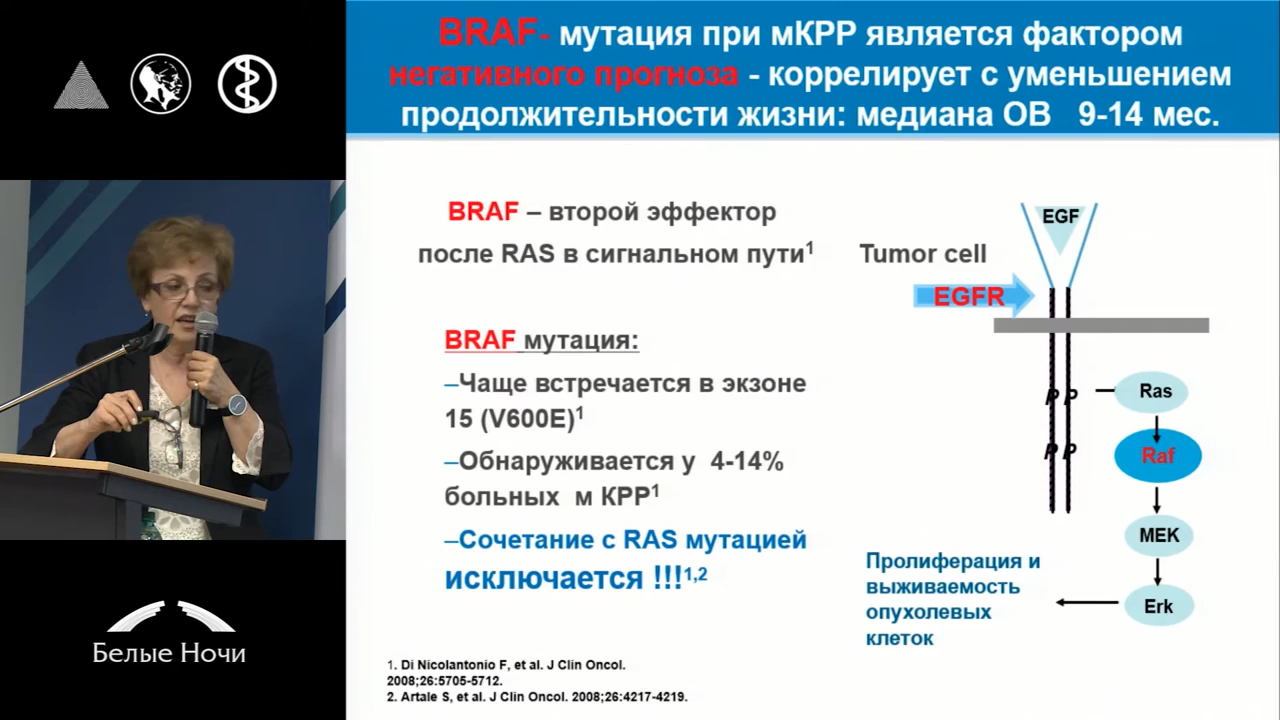 BRAF- мутация при мКРР является фактором
негативного прогноза - коррелирует с уменьшением
продолжительности жизни: медиана ОВ 9-14 мес.
BRAF – второй эффектор
после RAS в сигнальном пути1
BRAF мутация:
–Чаще встречается в экзоне
15 (V600E)1
–Обнаруживается у 4-14%
больных м КРР1
–Сочетание с RAS мутацией
исключается !!!1,2
EGF
Tumor cell
EGFR
P P
Ras
P P
Raf
MEK
Erk
Пролиферация и
выживаемость
опухолевых
клеток
1. Di Nicolantonio F, et al. J Clin Oncol.
2008;26:5705-5712.
2. Artale S, et al. J Clin Oncol. 2008;26:4217-4219.
Белые Ночи